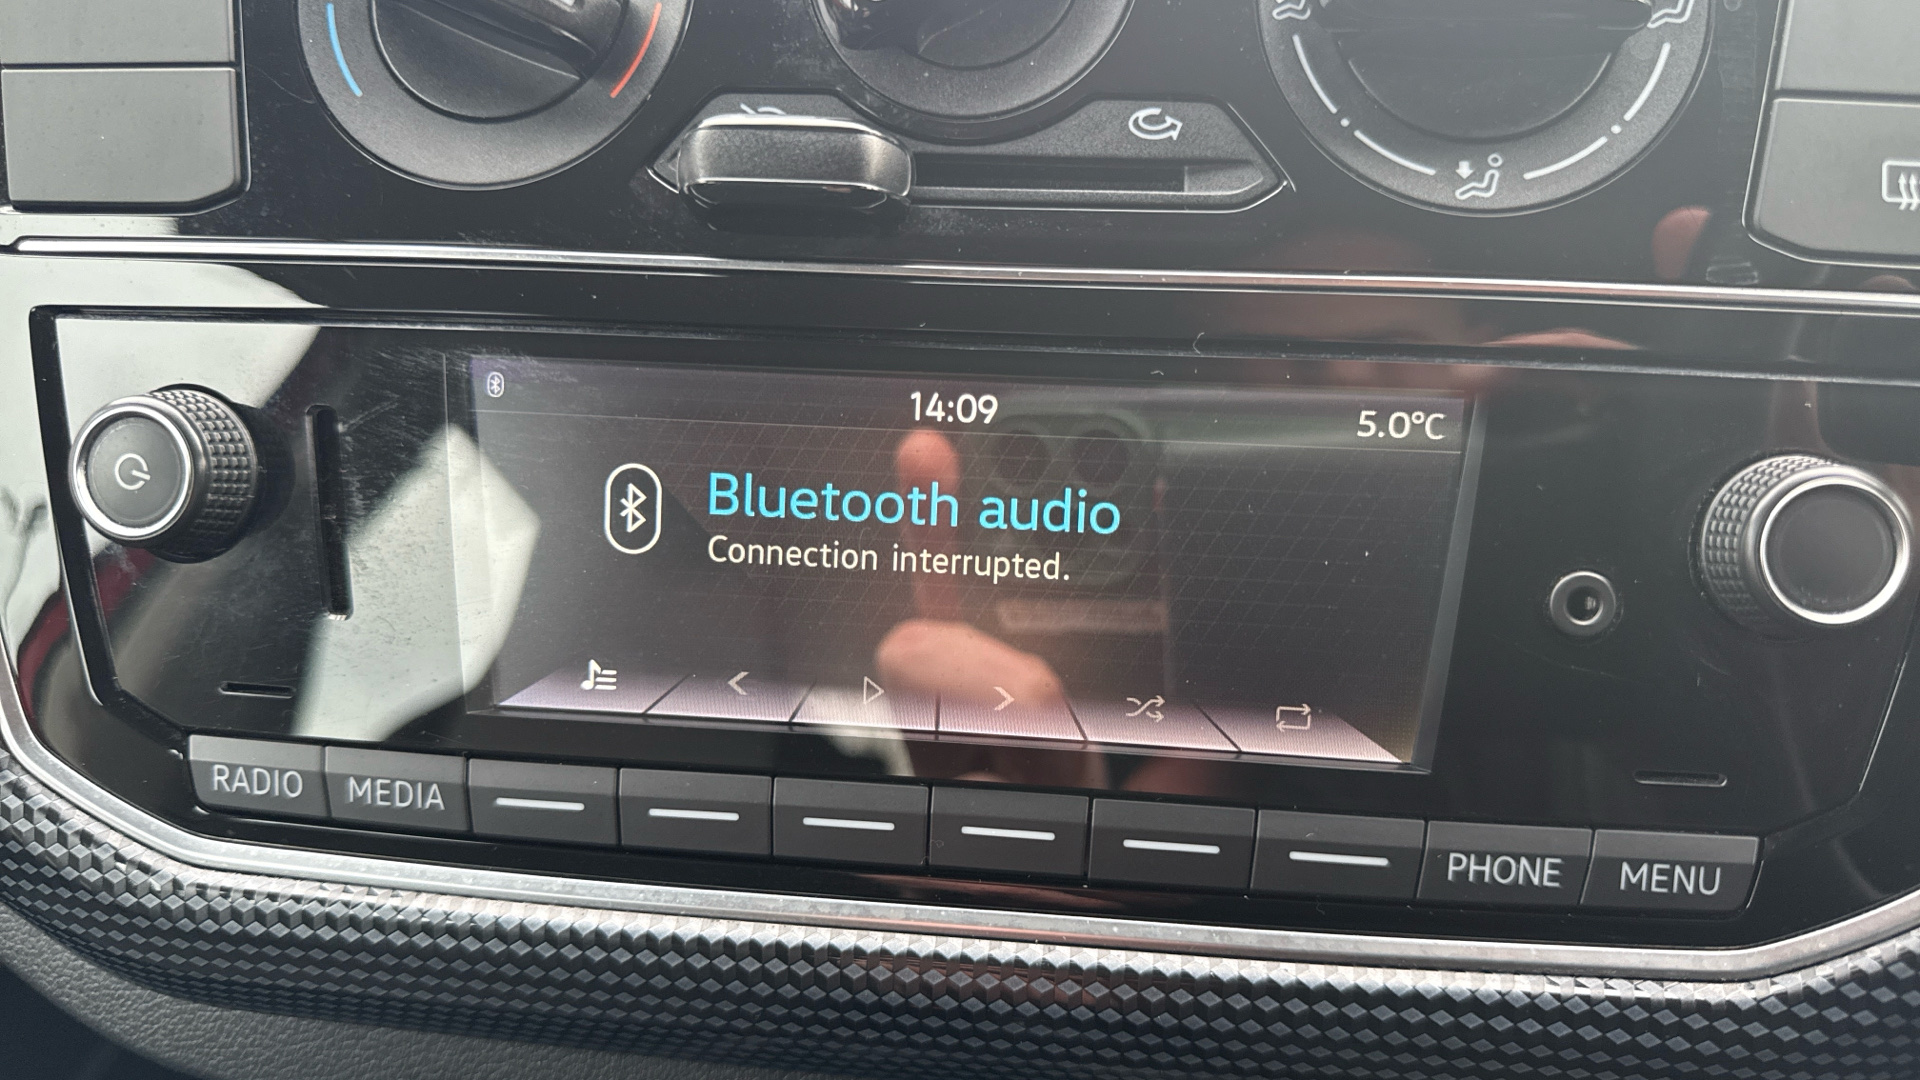 14:09
5.0°C
Bluetooth audio
Connection interrupted.
RADIO
MEDIA
PHONE
MENU